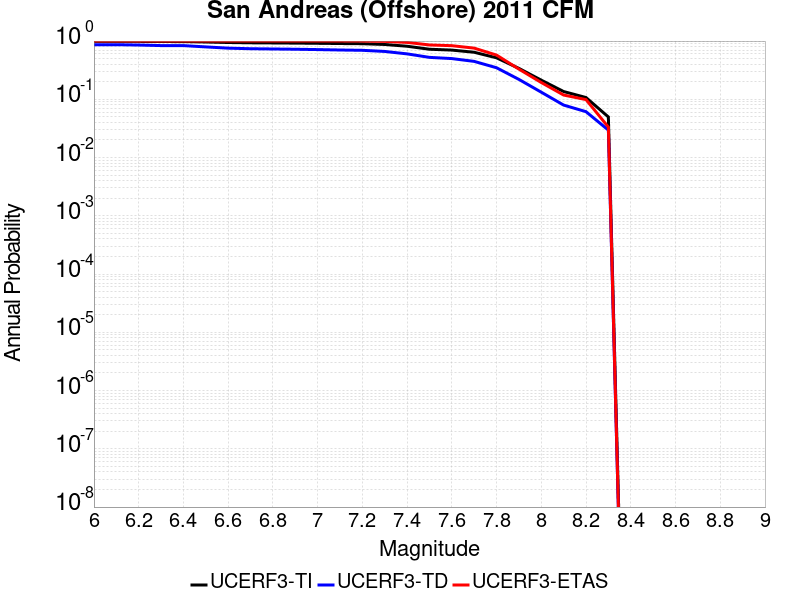 San Andreas (Offshore) 2011 CFM
Annual Probability
10^0
10^-1
10^-2
10^-3
10^-4
10^-5
10^-6
10^-7
10^-8
6 6.2 6.4 6.6 6.8 7 7.2 7.4 7.6 7.8 8 8.2 8.4 8.6 8.8 9
Magnitude
UCERF3-TI UCERF3-TD UCERF3-ETAS